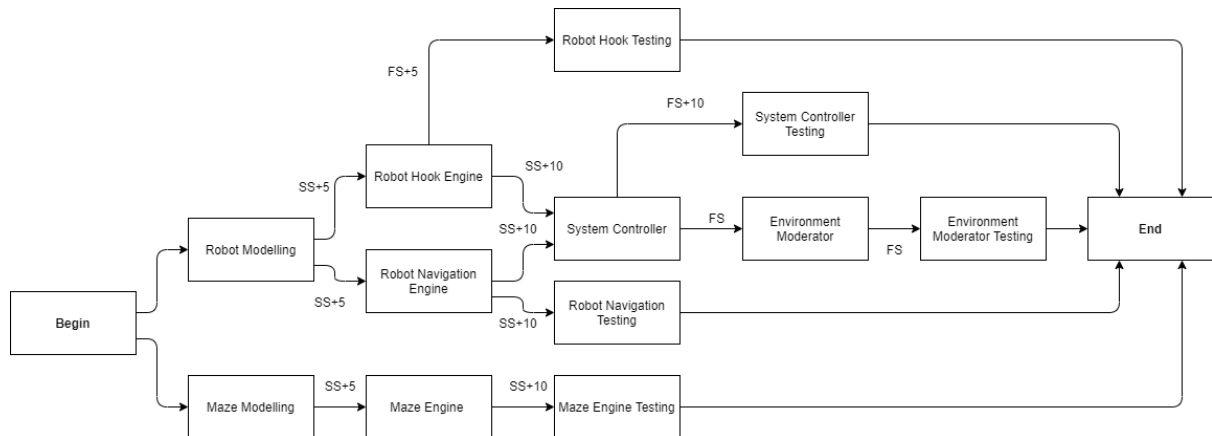 Robot Hook Testing
FS+5
FS+10
System Controller
Testing
SS+5
Robot Hook Engine
SS+10
Robot Modelling
SS+10
System Controller
FS
Environment
Moderator
FS
Environment
Moderator Testing
End
SS+5
Robot Navigation
Engine
SS+10
Robot Navigation
Testing
Begin
Maze Modelling
SS+5
Maze Engine
SS+10
Maze Engine Testing